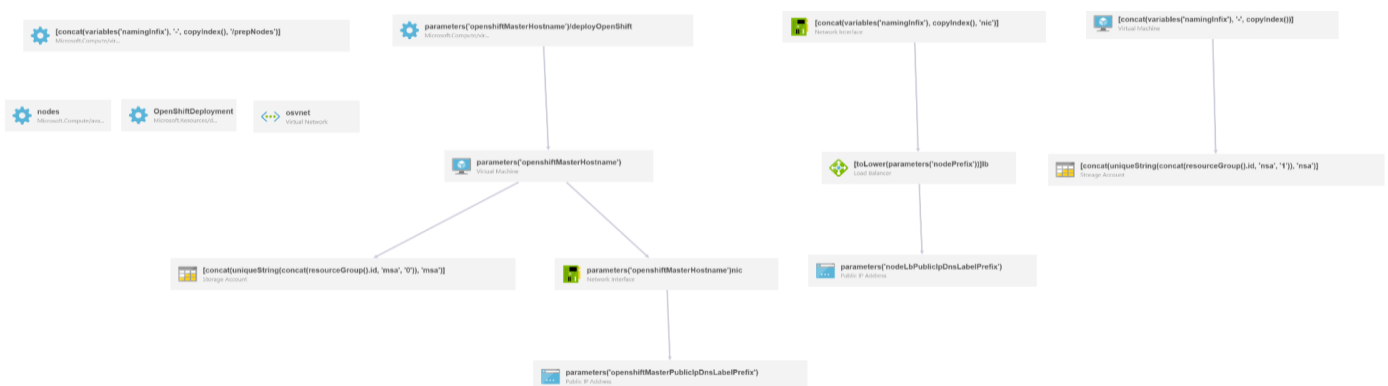 [concat(variables('namingInfix'), '-', copyIndex(), '/prepNodes')]
Microsoft.Compute/vir...
parameters('openshiftMasterHostname')/deployOpenShift
Microsoft.Compute/vir...
[concat(variables('namingInfix'), copyIndex(), 'nic')]
Network Interface
[concat(variables('namingInfix'), '-', copyIndex())]
Virtual Machine
nodes
Microsoft.Compute/ava...
OpenShiftDeployment
Microsoft.Resources/d...
osvnet
Virtual Network
parameters('openshiftMasterHostname')
Virtual Machine
[toLower(parameters('nodePrefix'))]lb
Load Balancer
[concat(uniqueString(concat(resourceGroup().id, 'nsa', '1')), 'nsa')]
Storage Account
[concat(uniqueString(concat(resourceGroup().id, 'msa', '0')), 'msa')]
Storage Account
parameters('openshiftMasterHostname')nic
Network Interface
parameters('nodeLbPublicIpDnsLabelPrefix')
Public IP Address
parameters('openshiftMasterPublicIpDnsLabelPrefix')
Public IP Address